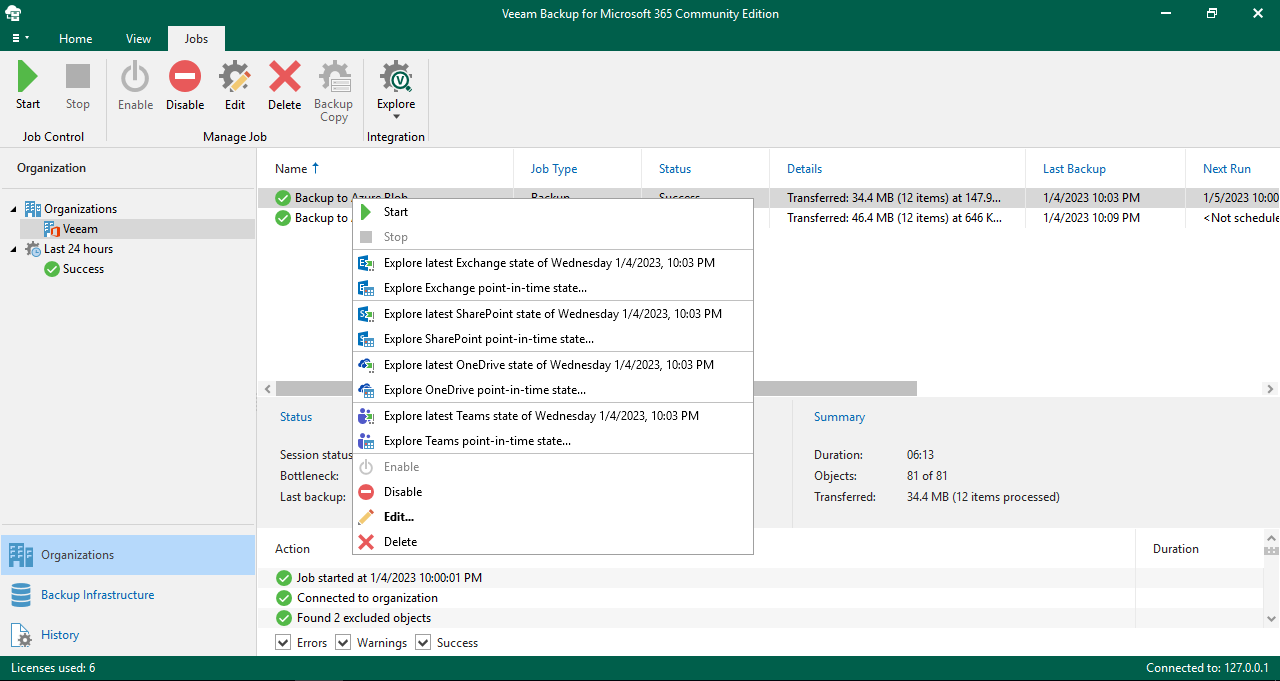 Veeam Backup for Microsoft 365 Community Edition
Home View Jobs
Start Stop Enable Disable Edit Delete Backup Copy Explore
Job Control Manage Job Integration
Organization
Organizations
Veeam
Last 24 hours
Success
Organizations
Backup Infrastructure
History
Name Job Type Status Details Last Backup Next Run
Backup to Azure Blob Backup Success Transferred: 34.4 MB (12 items) at 147.9... 1/4/2023 10:03 PM 1/5/2023 10:00
Backup to Transferred: 46.4 MB (12 items) at 646 K... 1/4/2023 10:09 PM <Not schedule
Start
Stop
Explore latest Exchange state of Wednesday 1/4/2023, 10:03 PM
Explore Exchange point-in-time state...
Explore latest SharePoint state of Wednesday 1/4/2023, 10:03 PM
Explore SharePoint point-in-time state...
Explore latest OneDrive state of Wednesday 1/4/2023, 10:03 PM
Explore OneDrive point-in-time state...
Explore latest Teams state of Wednesday 1/4/2023, 10:03 PM
Explore Teams point-in-time state...
Enable
Disable
Edit...
Delete
Status
Session status
Bottleneck:
Last backup:
Summary
Duration: 06:13
Objects: 81 of 81
Transferred: 34.4 MB (12 items processed)
Action Duration
Job started at 1/4/2023 10:00:01 PM
Connected to organization
Found 2 excluded objects
Errors Warnings Success
Licenses used: 6 Connected to: 127.0.0.1